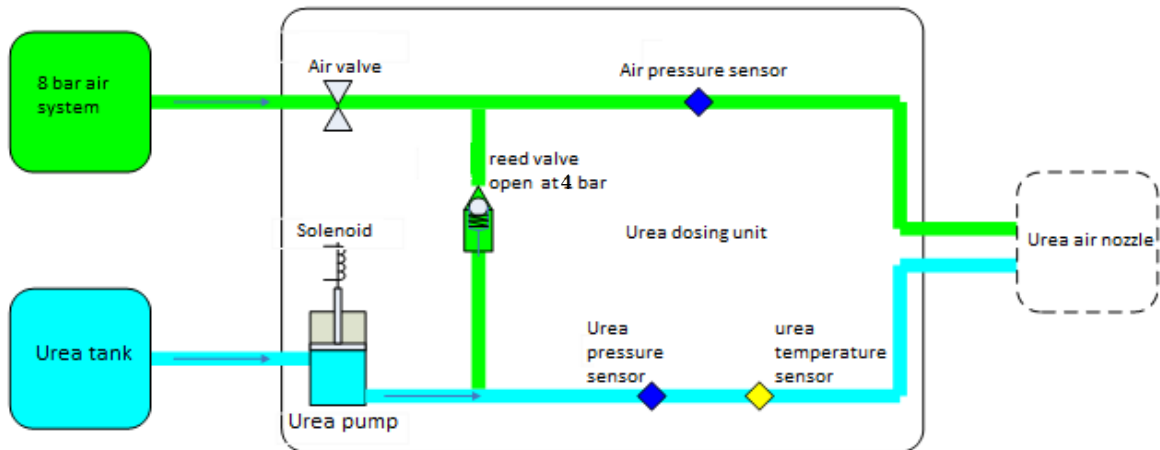 8 bar air
system
Air valve
Air pressure sensor
reed valve
open at 4 bar
Solenoid
Urea dosing unit
Urea air nozzle
Urea tank
Urea
pressure
sensor
urea
temperature
sensor
Urea pump